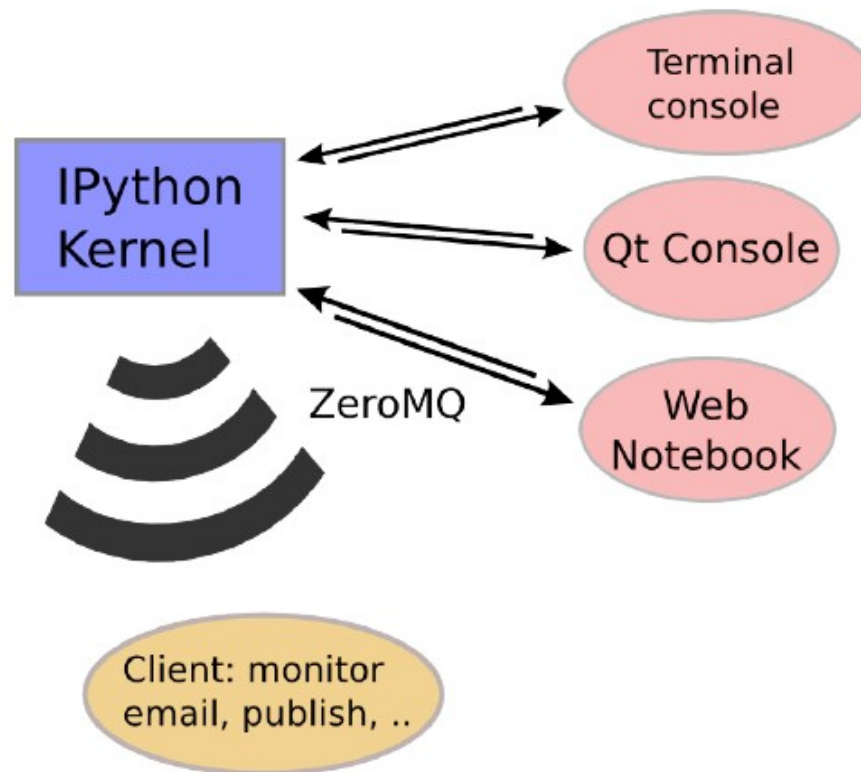 Terminal
console
IPython
Kernel
Qt Console
ZeroMQ
Web
Notebook
Client: monitor
email, publish, ..